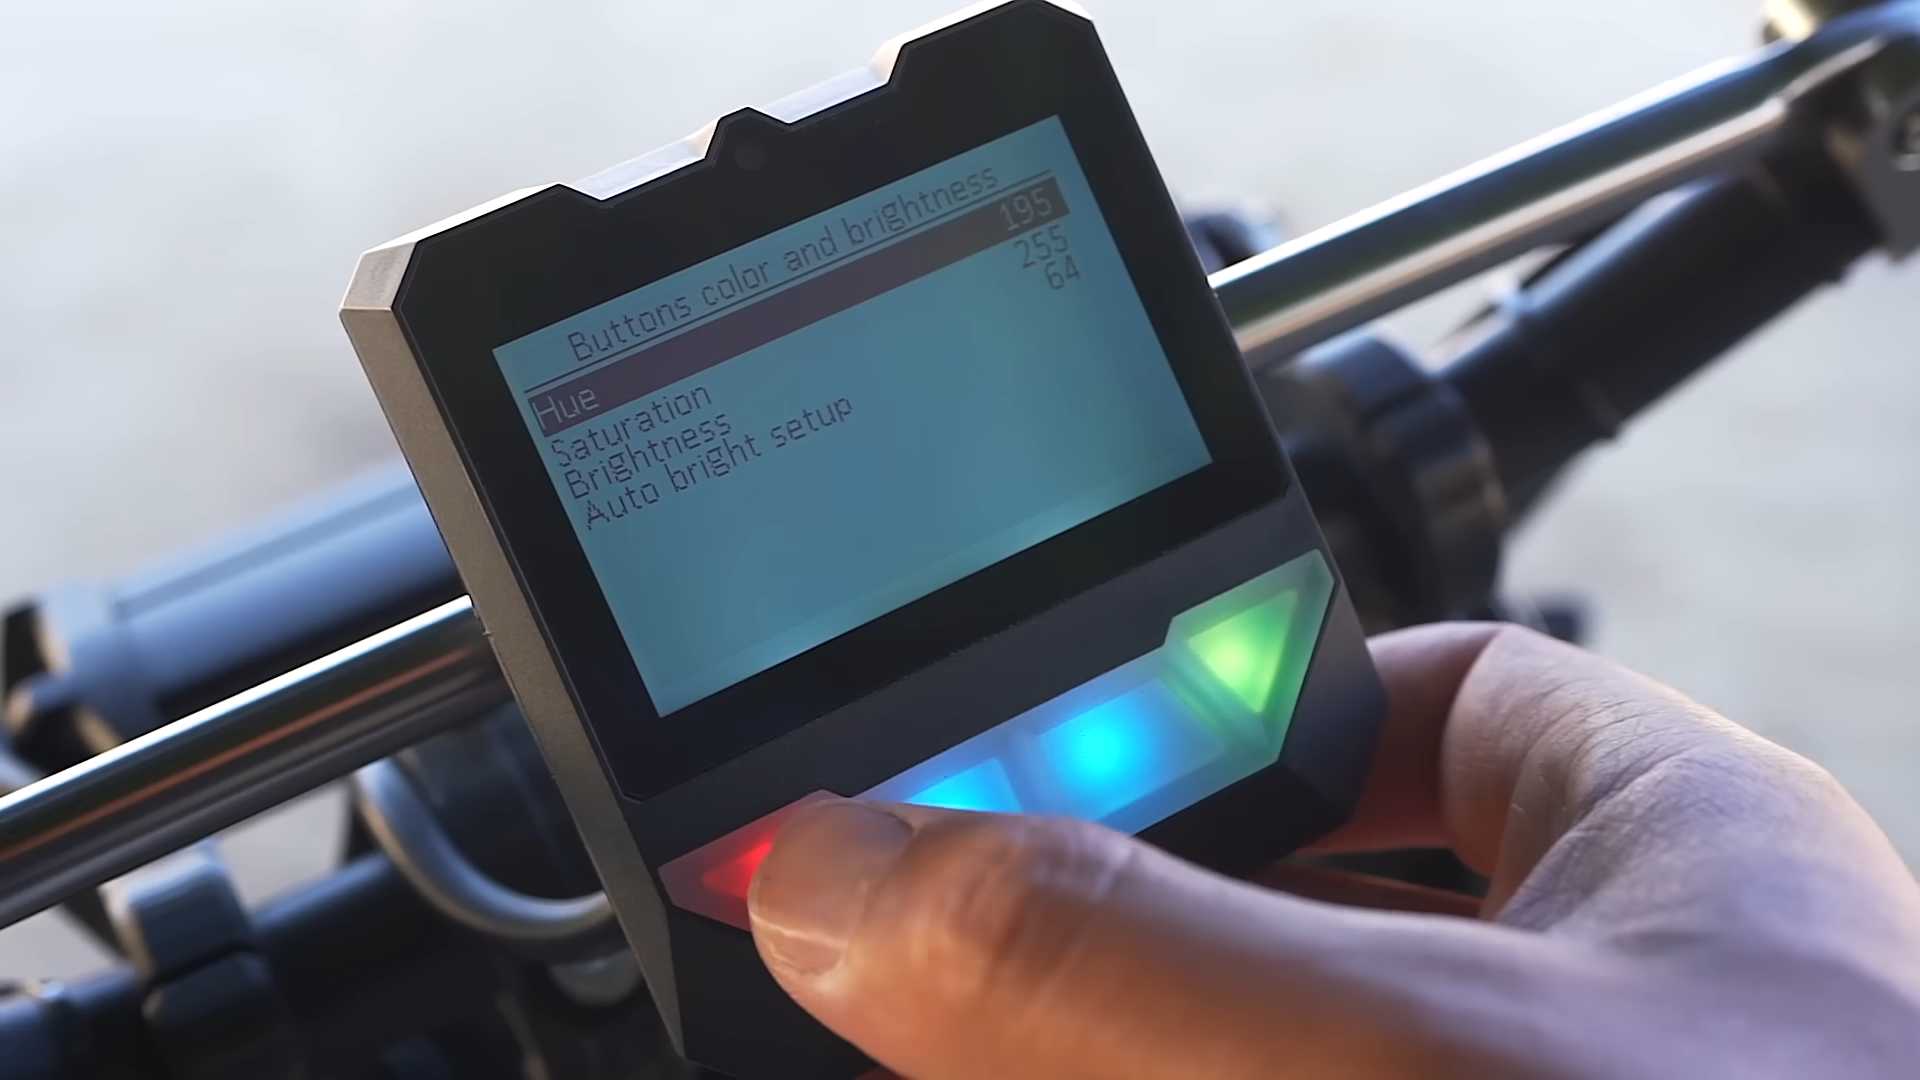 Buttons color and brightness
Hue 195
Saturation 255
Brightness 64
Auto bright setup